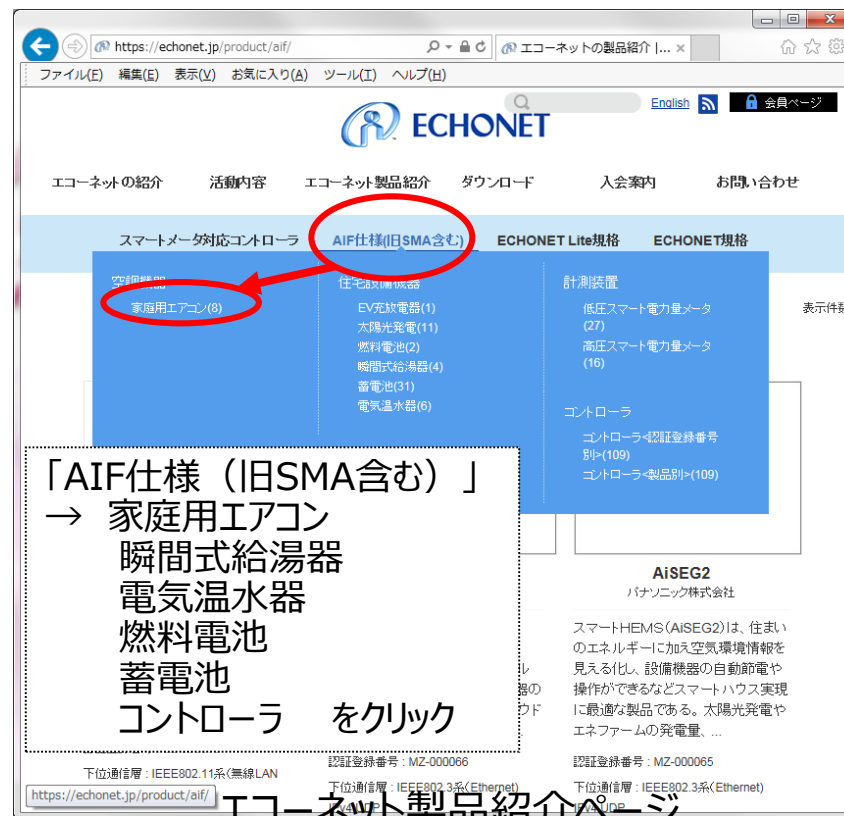 https://echonet.jp/product/aif/
エコーネットの製品紹介 |... ×
ファイル(F) 編集(E) 表示(V) お気に入り(A) ツール(T) ヘルプ(H)
ECHONET
English
会員ページ
エコーネットの紹介 活動内容 エコーネット製品紹介 ダウンロード 入会案内 お問い合わせ
スマートメータ対応コントローラ AIF仕様(旧SMA含む) ECHONET Lite規格 ECHONET規格
空調機器
家庭用エアコン(8)
住宅設備機器
EV充放電器(1)
太陽光発電(11)
燃料電池(2)
瞬間式給湯器(4)
蓄電池(31)
電気温水器(6)
計測装置
低圧スマート電力量メータ
(27)
高圧スマート電力量メータ
(16)
コントローラ
コントローラ<認証登録番号
別>(109)
コントローラ<製品別>(109)
表示件数
「AIF仕様（旧SMA含む）」
→ 家庭用エアコン
瞬間式給湯器
電気温水器
燃料電池
蓄電池
コントローラ をクリック
AiSEG2
パナソニック株式会社
スマートHEMS(AiSEG2)は、住まい
のエネルギーに加え空気環境情報を
見える化し、設備機器の自動節電や
操作ができるなどスマートハウス実現
に最適な製品である。太陽光発電や
エネファームの発電量、...
認証登録番号 : MZ-000066
下位通信層 : IEEE802.3系(Ethernet)
IPv4 UDP
認証登録番号 : MZ-000065
下位通信層 : IEEE802.3系(Ethernet)
IPv4 UDP
下位通信層 : IEEE802.11系(無線LAN
https://echonet.jp/product/aif/
エコーネット製品紹介ページ